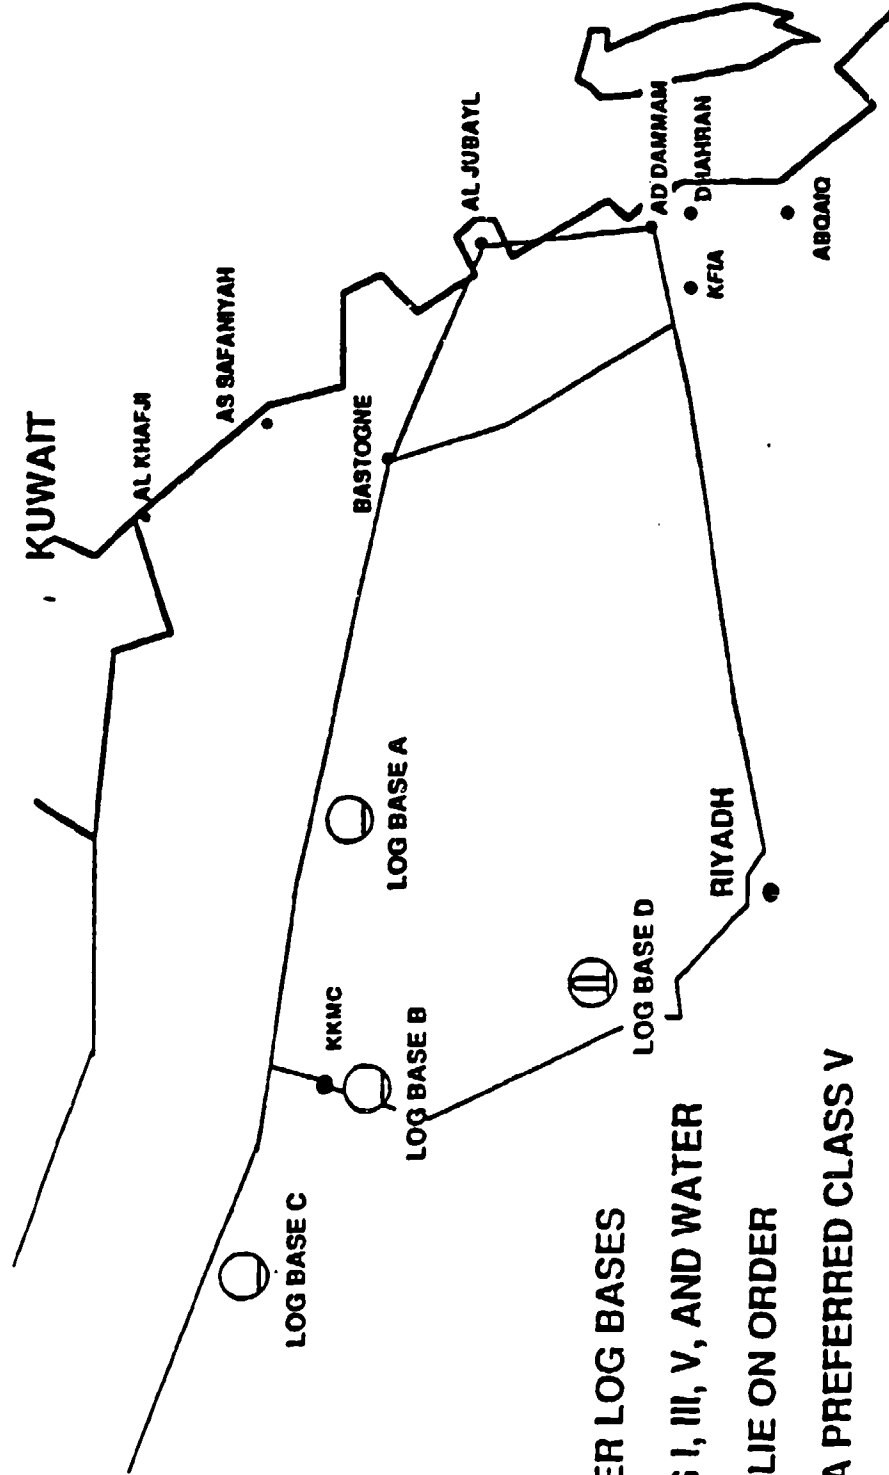 KUWAIT
AL KHAFJI
AS SAFANIYAH
BASTOGNE
AL JUBAYL
AD DAMMAM
DHAHRAN
KFIA
ABQAIQ
LOG BASE A
KKMC
LOG BASE B
LOG BASE C
LOG BASE D
RIYADH
ER LOG BASES
I, III, V, AND WATER
LIE ON ORDER
A PREFERRED CLASS V